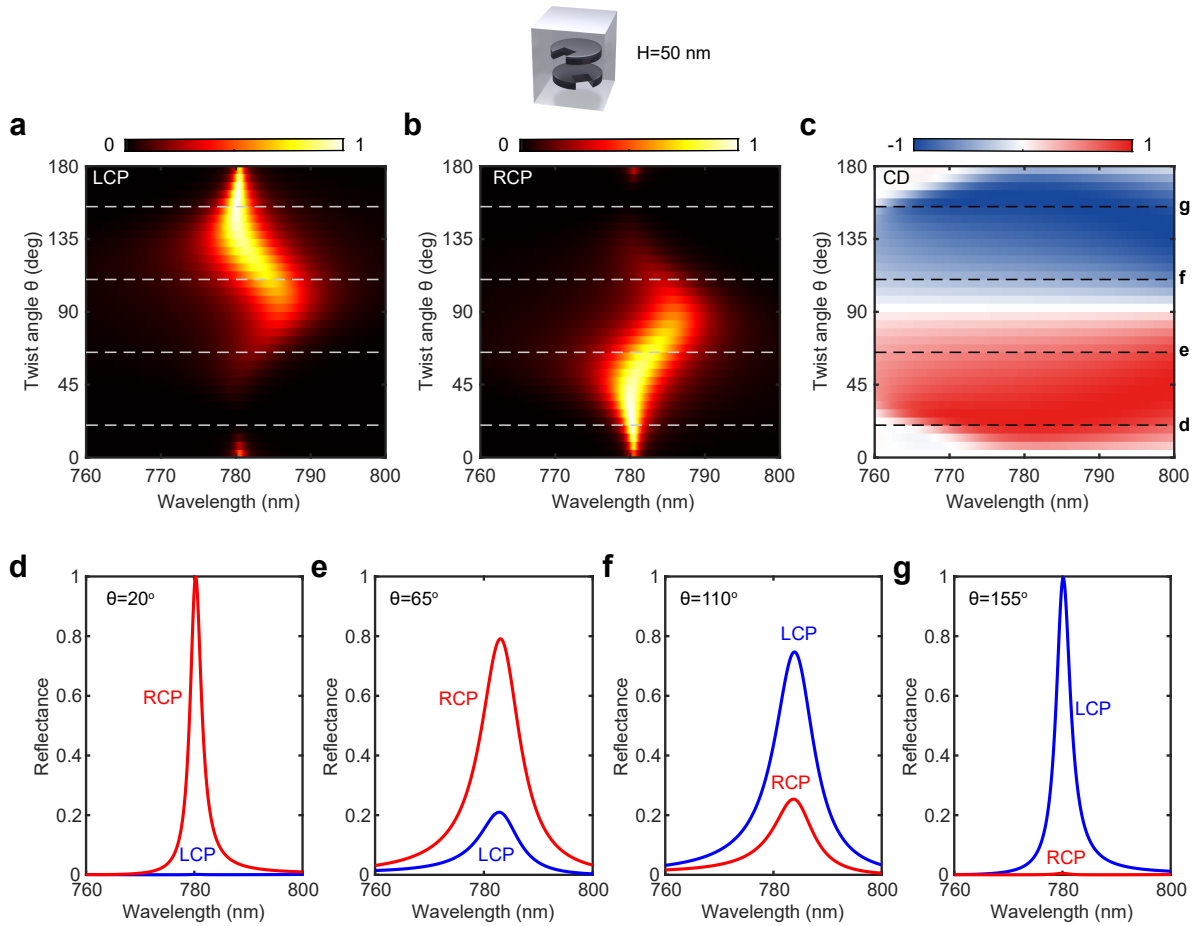 H=50 nm
a
0
1
b
0
1
c
-1
1
180
135
90
45
0
LCP
Twist angle θ (deg)
760
770
780
790
800
Wavelength (nm)
180
135
90
45
0
RCP
Twist angle θ (deg)
760
770
780
790
800
Wavelength (nm)
180
135
90
45
0
CD
Twist angle θ (deg)
g
f
e
d
760
770
780
790
800
Wavelength (nm)
d
1
0.8
0.6
0.4
0.2
0
θ=20°
RCP
LCP
Reflectance
760
780
800
Wavelength (nm)
e
1
0.8
0.6
0.4
0.2
0
θ=65°
RCP
LCP
Reflectance
760
780
800
Wavelength (nm)
f
1
0.8
0.6
0.4
0.2
0
θ=110°
LCP
RCP
Reflectance
760
780
800
Wavelength (nm)
g
1
0.8
0.6
0.4
0.2
0
θ=155°
LCP
RCP
Reflectance
760
780
800
Wavelength (nm)